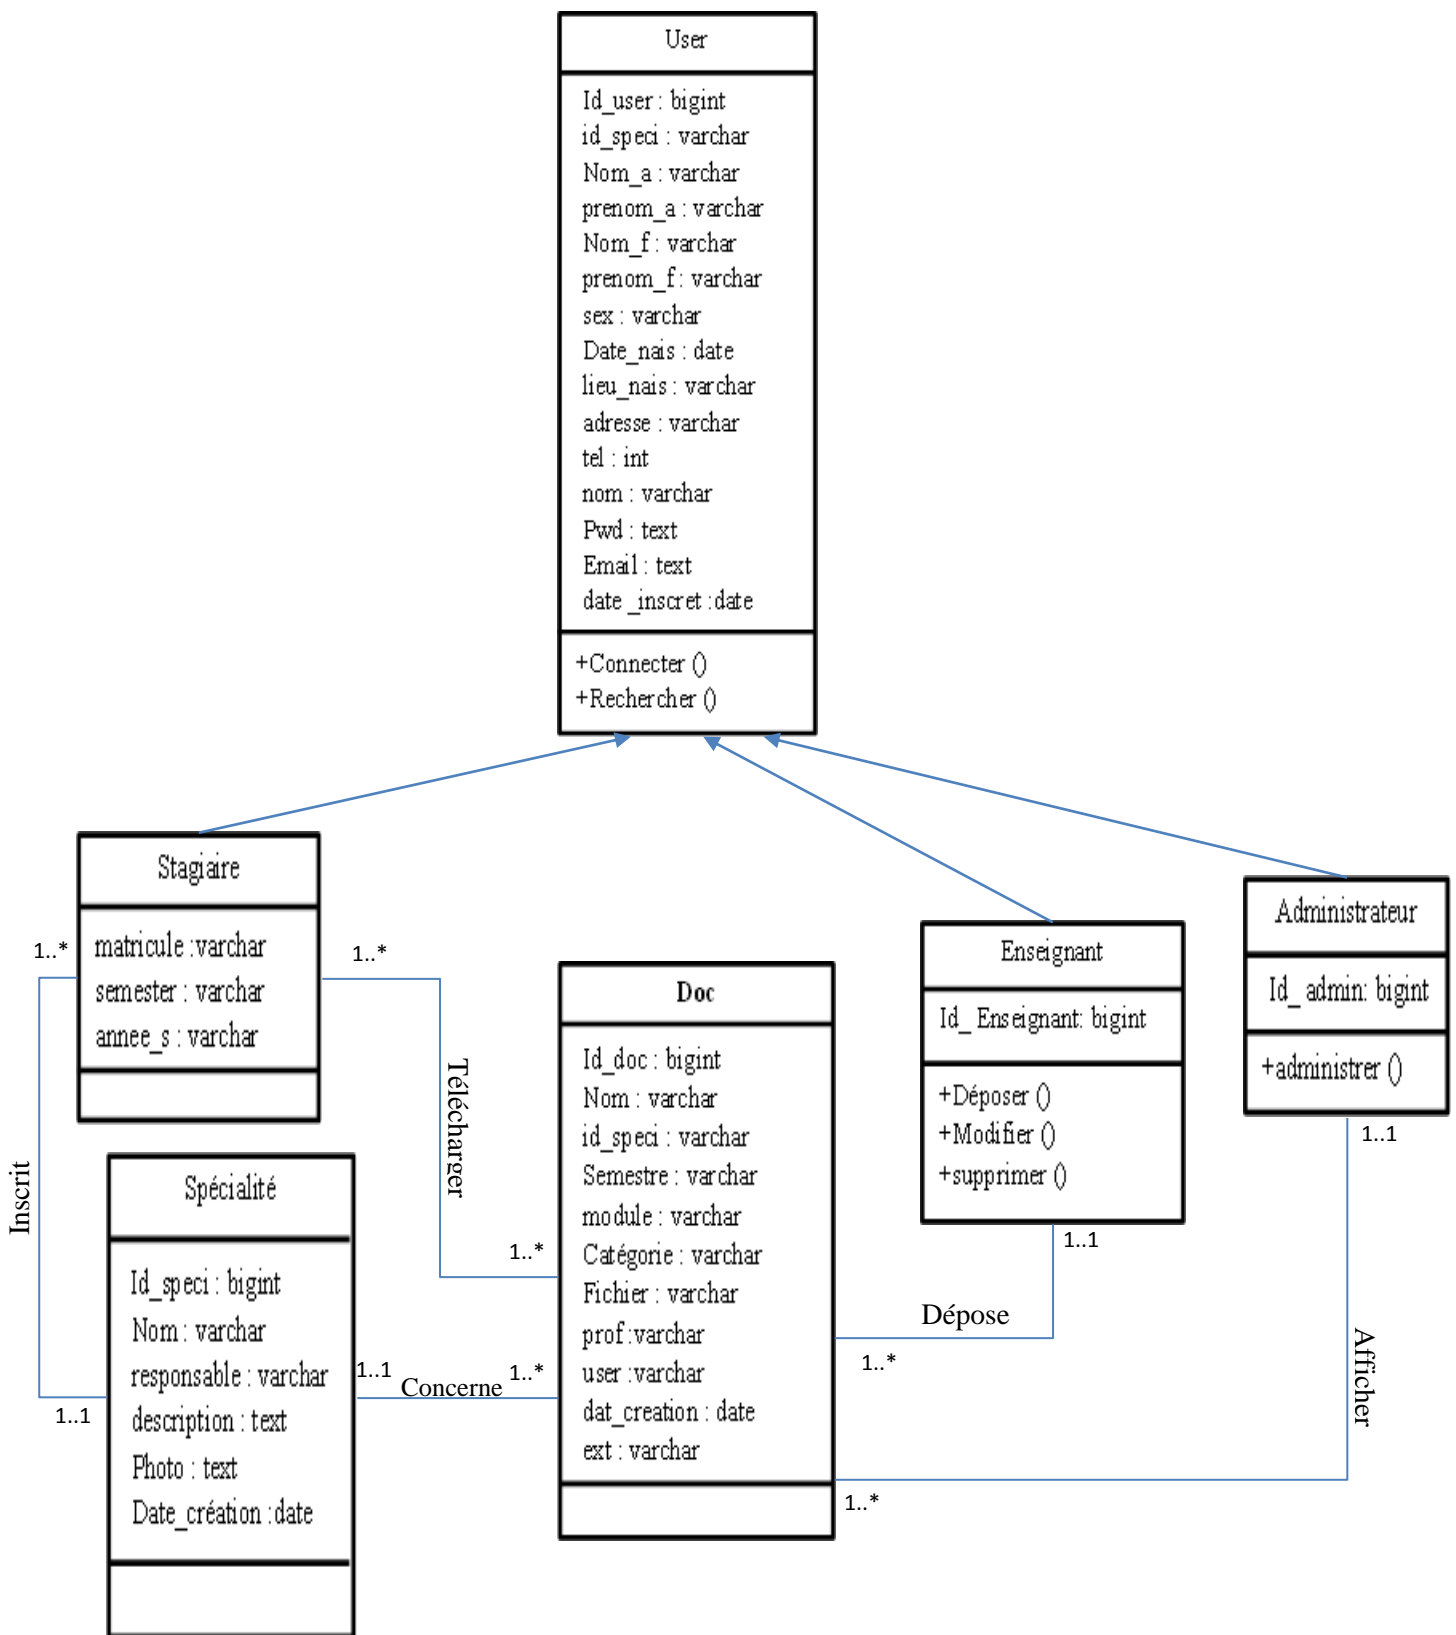 User
Id_user : bigint
id_speci : varchar
Nom_a : varchar
prenom_a : varchar
Nom_f : varchar
prenom_f : varchar
sex : varchar
Date_nais : date
lieu_nais : varchar
adresse : varchar
tel : int
nom : varchar
Pwd : text
Email : text
date _inscret :date
+Connecter ()
+Rechercher ()
Stagiaire
matricule :varchar
semester : varchar
annee_s : varchar
1..*
1..*
Inscrit
Télécharger
Spécialité
Id_speci : bigint
Nom : varchar
responsable : varchar
description : text
Photo : text
Date_création :date
1..1
1..1
Concerne
1..*
1..*
Doc
Id_doc : bigint
Nom : varchar
id_speci : varchar
Semestre : varchar
module : varchar
Catégorie : varchar
Fichier : varchar
prof :varchar
user :varchar
dat_creation : date
ext : varchar
Enseignant
Id_ Enseignant: bigint
+Déposer ()
+Modifier ()
+supprimer ()
1..1
Dépose
1..*
Administrateur
Id_ admin: bigint
+administrer ()
1..1
Afficher
1..*